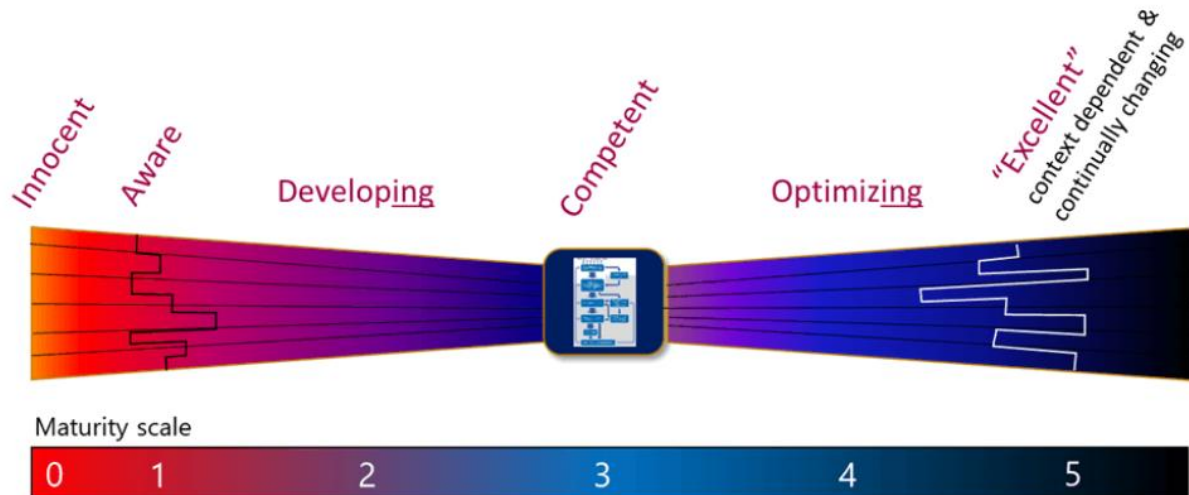 Innocent
Aware
Developing
Competent
Optimizing
“Excellent”
context dependent &
continually changing
Maturity scale
0 1 2 3 4 5